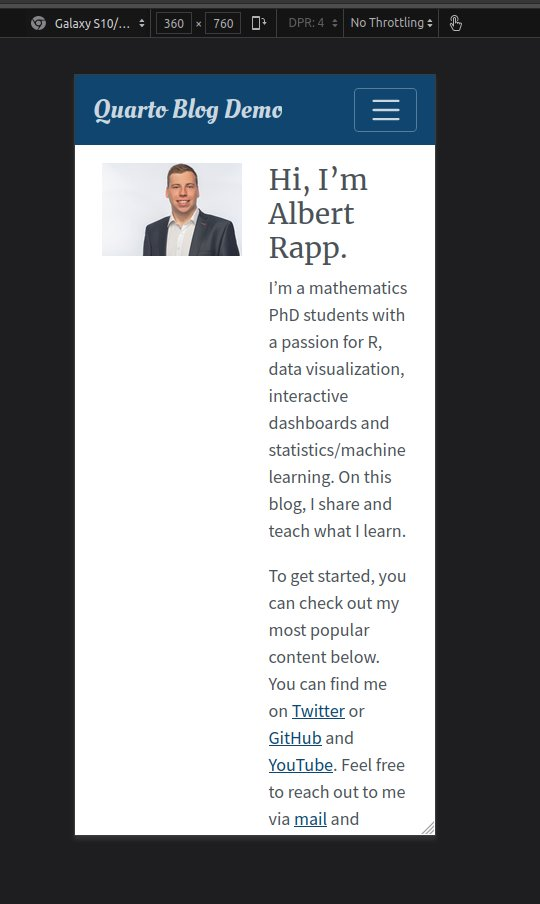 Galaxy S10/... 360 × 760 DPR: 4 No Throttling
Quarto Blog Demo
Hi, I’m
Albert
Rapp.
I’m a mathematics
PhD students with
a passion for R,
data visualization,
interactive
dashboards and
statistics/machine
learning. On this
blog, I share and
teach what I learn.
To get started, you
can check out my
most popular
content below.
You can find me
on Twitter or
GitHub and
YouTube. Feel free
to reach out to me
via mail and